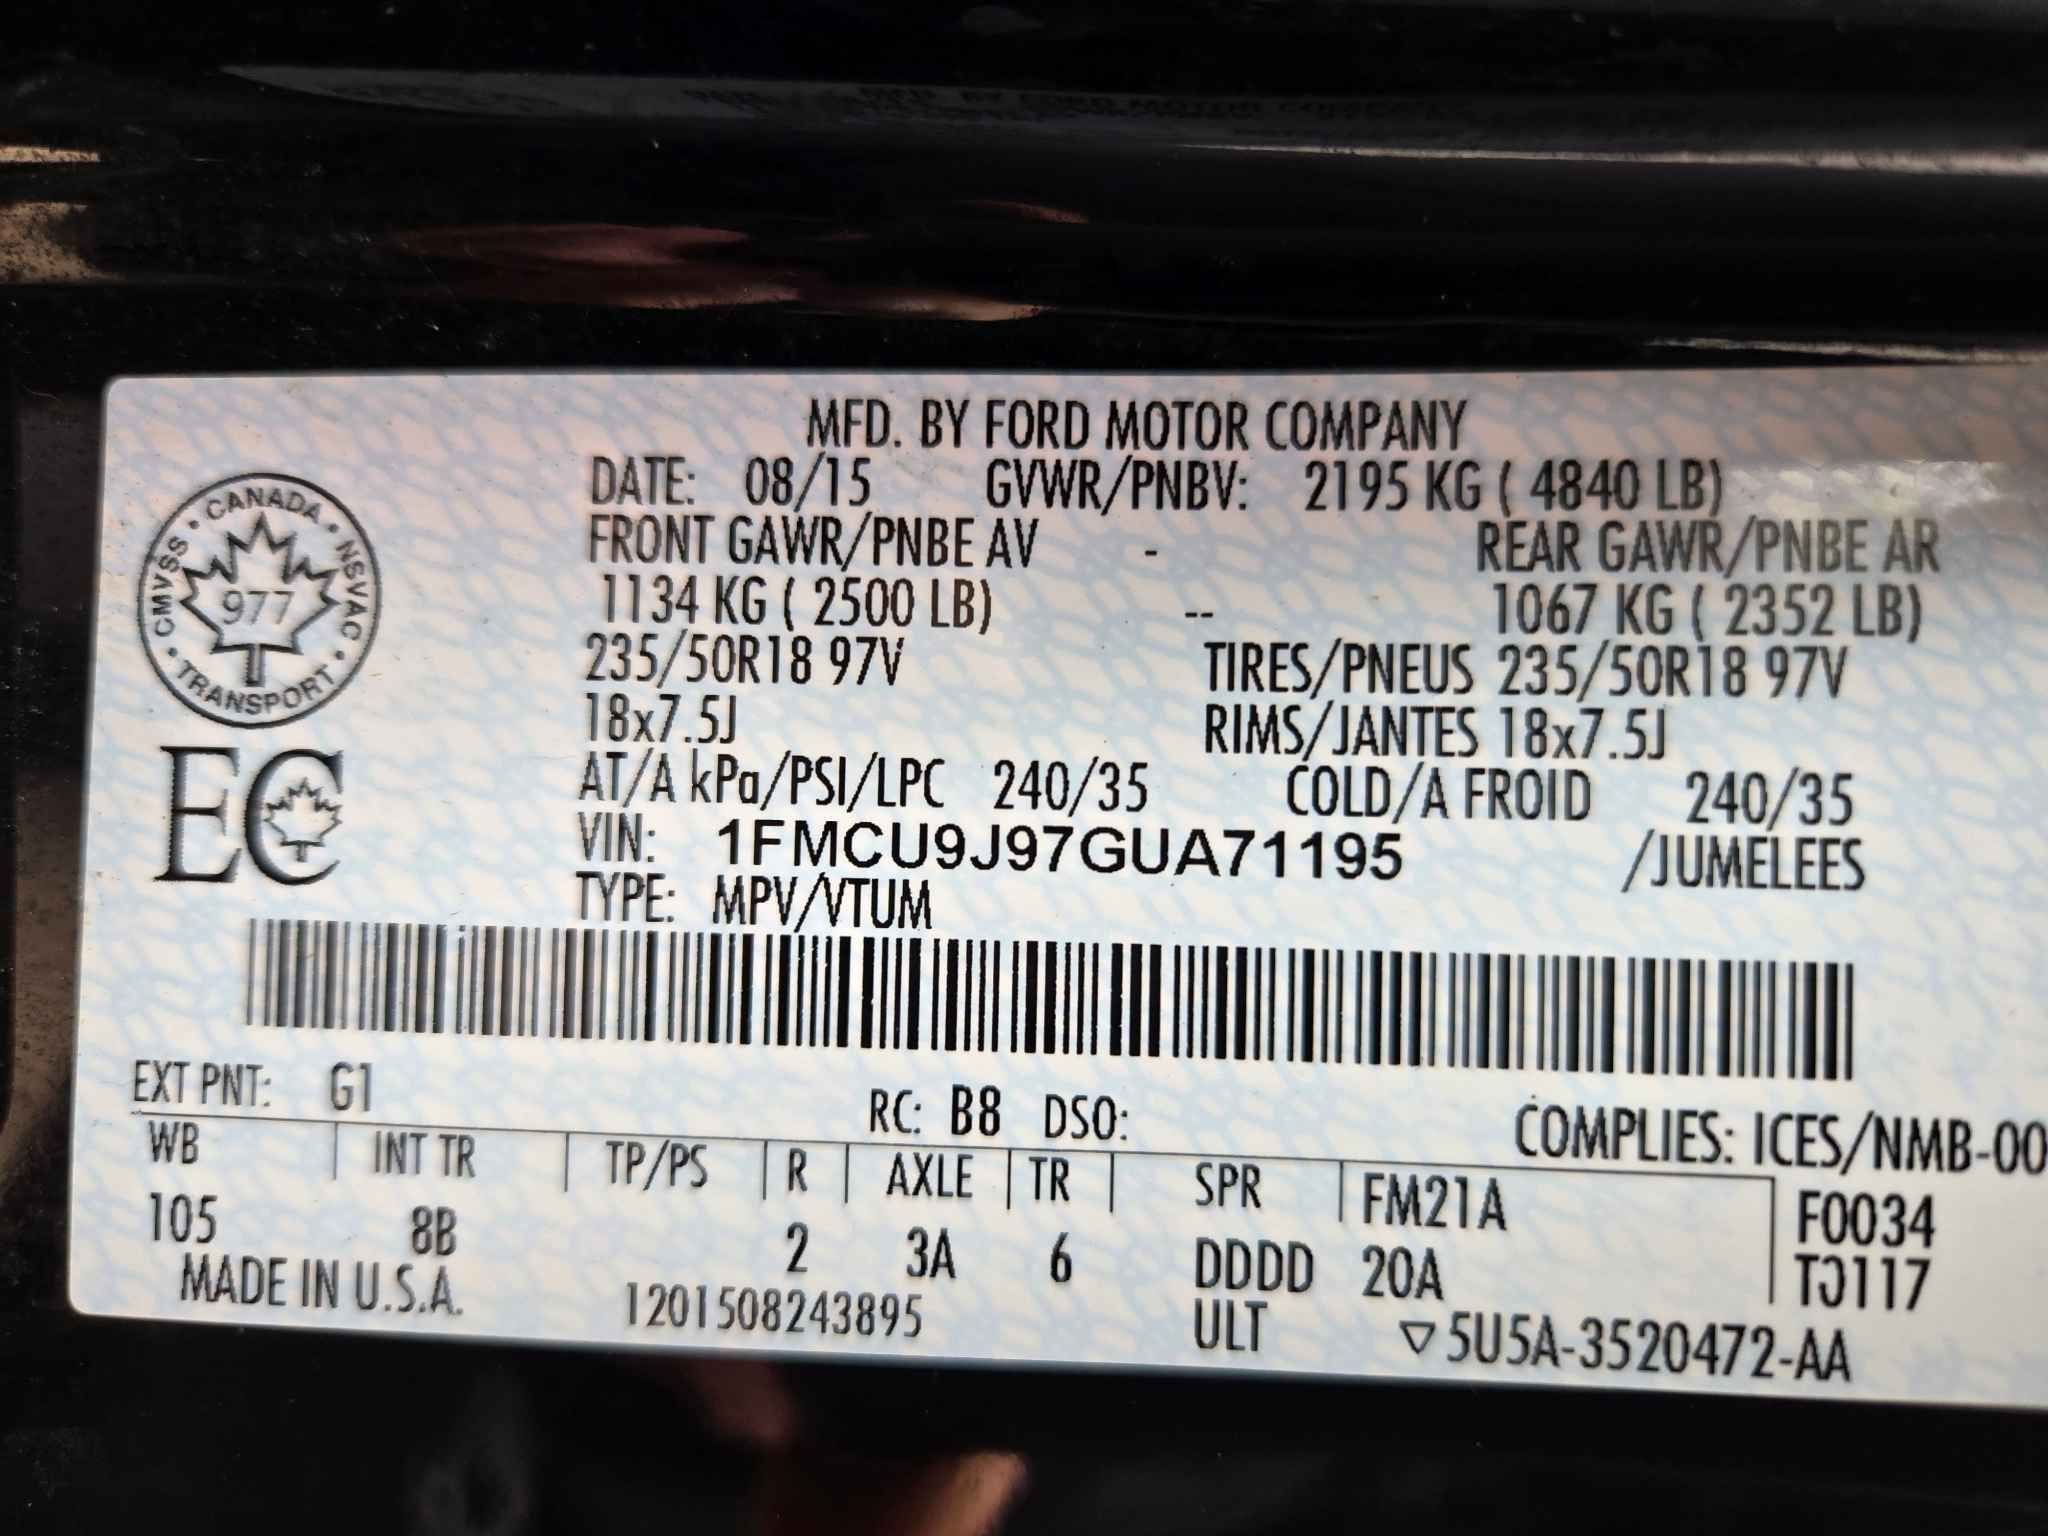 MFD. BY FORD MOTOR COMPANY
DATE: 08/15 GVWR/PNBV: 2195 KG ( 4840 LB)
FRONT GAWR/PNBE AV - REAR GAWR/PNBE AR
1134 KG ( 2500 LB) -- 1067 KG ( 2352 LB)
235/50R18 97V TIRES/PNEUS 235/50R18 97V
18x7.5J RIMS/JANTES 18x7.5J
AT/A kPa/PSI/LPC 240/35 COLD/A FROID 240/35
VIN: 1FMCU9J97GUA71195 /JUMELEES
TYPE: MPV/VTUM
CANADA
CMVSS · NSVAC
977
TRANSPORT
EC
EXT PNT: G1 RC: B8 DSO: COMPLIES: ICES/NMB-00
WB | INT TR | TP/PS | R | AXLE | TR | SPR | FM21A | F0034
105 8B 2 3A 6 DDDD 20A TJ117
MADE IN U.S.A. 1201508243895 ULT ▽5U5A-3520472-AA